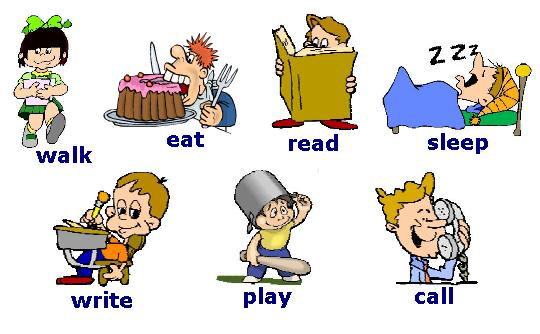 Z Z Z
walk
eat
read
sleep
write
play
call